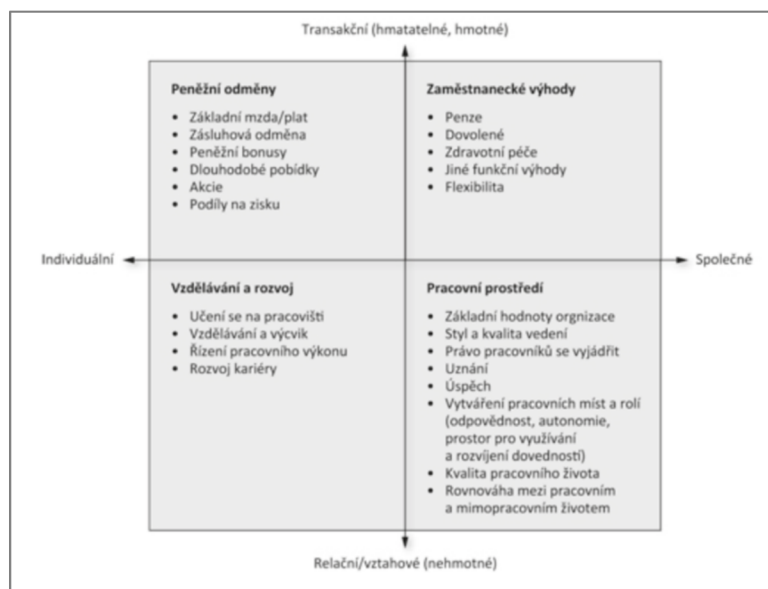 Transakční (hmatatelné, hmotné)
Peněžní odměny
• Základní mzda/plat
• Zásluhová odměna
• Peněžní bonusy
• Dlouhodobé pobídky
• Akcie
• Podíly na zisku
Zaměstnanecké výhody
• Penze
• Dovolené
• Zdravotní péče
• Jiné funkční výhody
• Flexibilita
Individuální
Společné
Vzdělávání a rozvoj
• Učení se na pracovišti
• Vzdělávání a výcvik
• Řízení pracovního výkonu
• Rozvoj kariéry
Pracovní prostředí
• Základní hodnoty orgnizace
• Styl a kvalita vedení
• Právo pracovníků se vyjádřit
• Uznání
• Úspěch
• Vytváření pracovních míst a rolí
(odpovědnost, autonomie,
prostor pro využívání
a rozvíjení dovedností)
• Kvalita pracovního života
• Rovnováha mezi pracovním
a mimopracovním životem
Relační/vztahové (nehmotné)